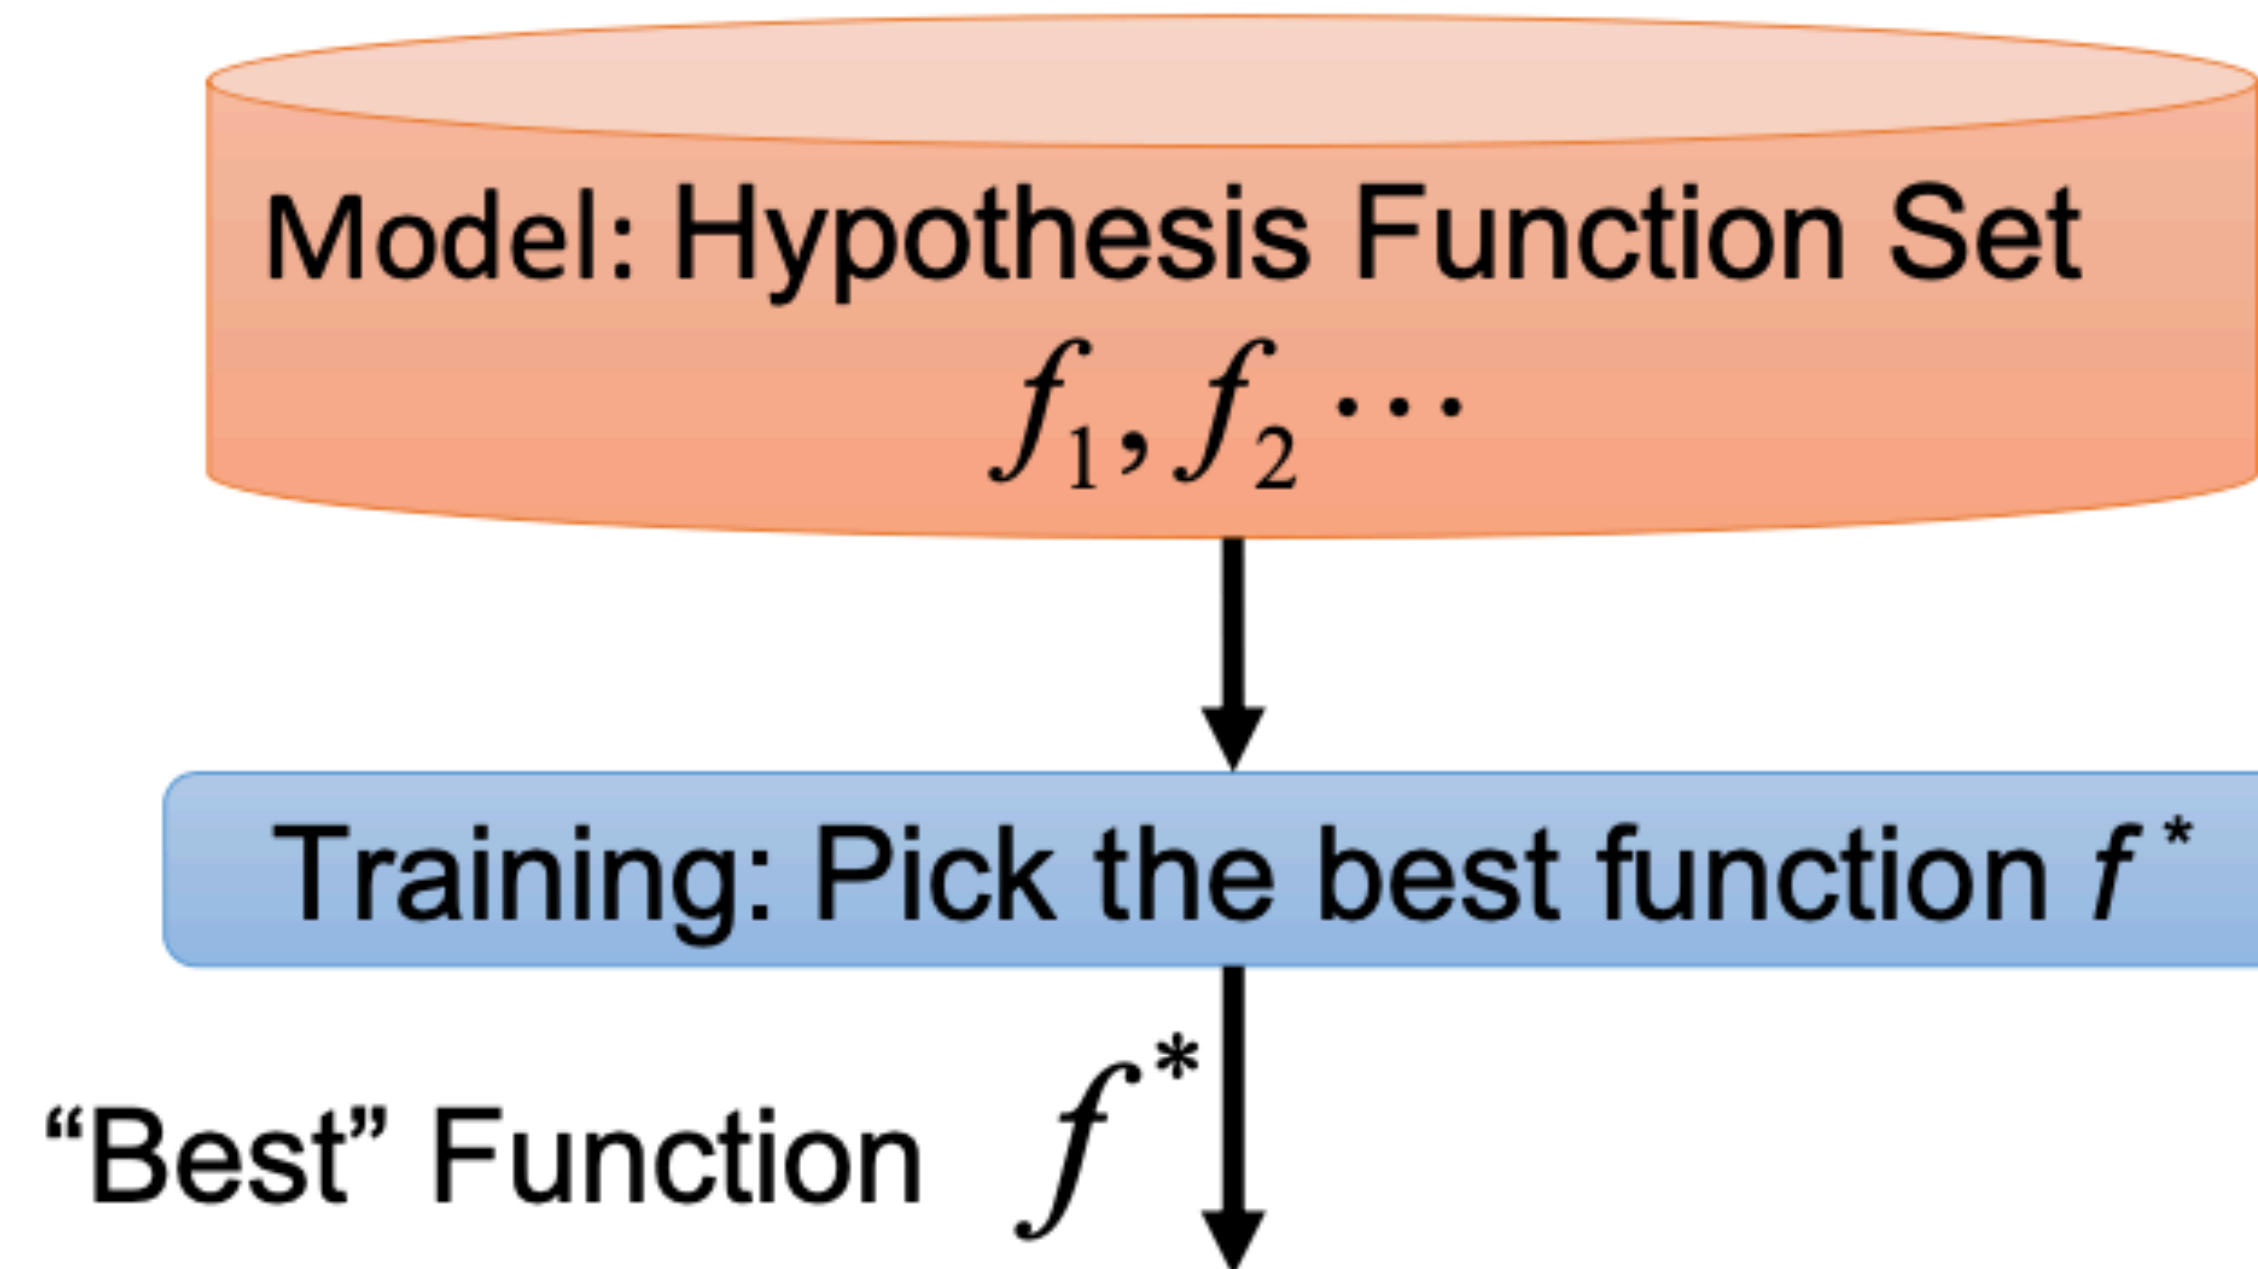 Model: Hypothesis Function Set
f₁, f₂ ⋯
Training: Pick the best function f *
“Best” Function f *